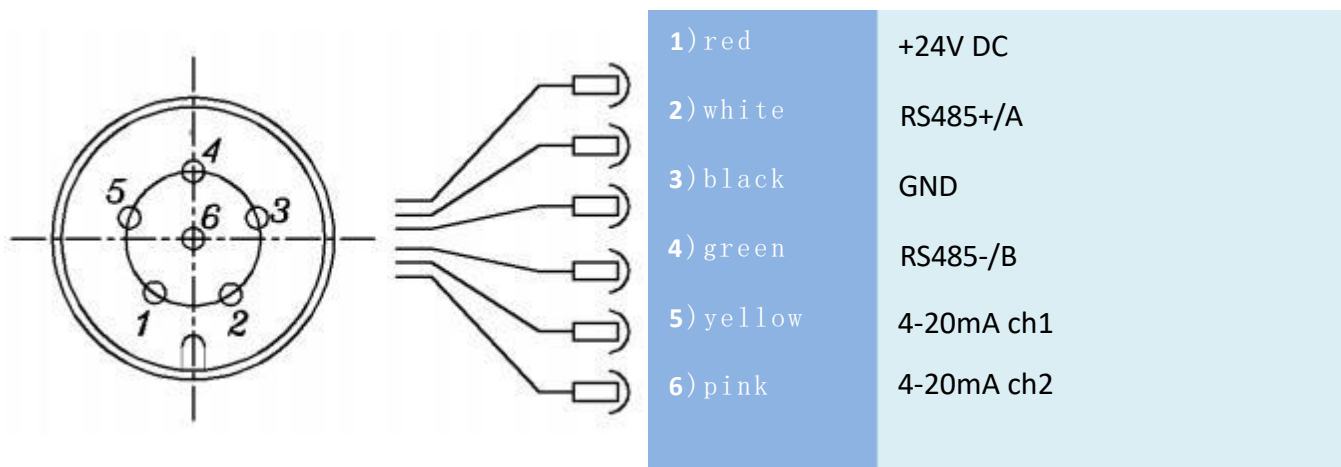 4
5
3
6
1
2
1)red +24V DC
2)white RS485+/A
3)black GND
4)green RS485-/B
5)yellow 4-20mA ch1
6)pink 4-20mA ch2